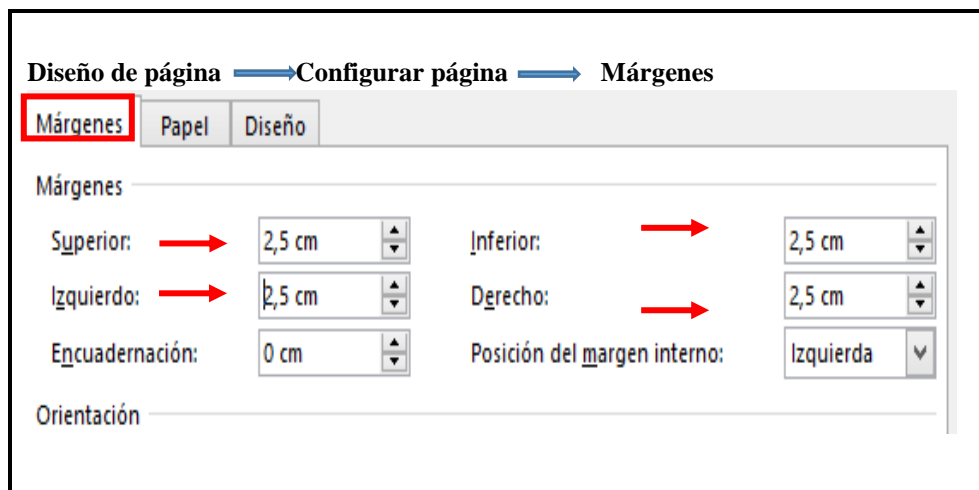 Diseño de página Configurar página Márgenes
Márgenes Papel Diseño
Márgenes
Superior: 2,5 cm Inferior: 2,5 cm
Izquierdo: 2,5 cm Derecho: 2,5 cm
Encuadernación: 0 cm Posición del margen interno: Izquierda
Orientación